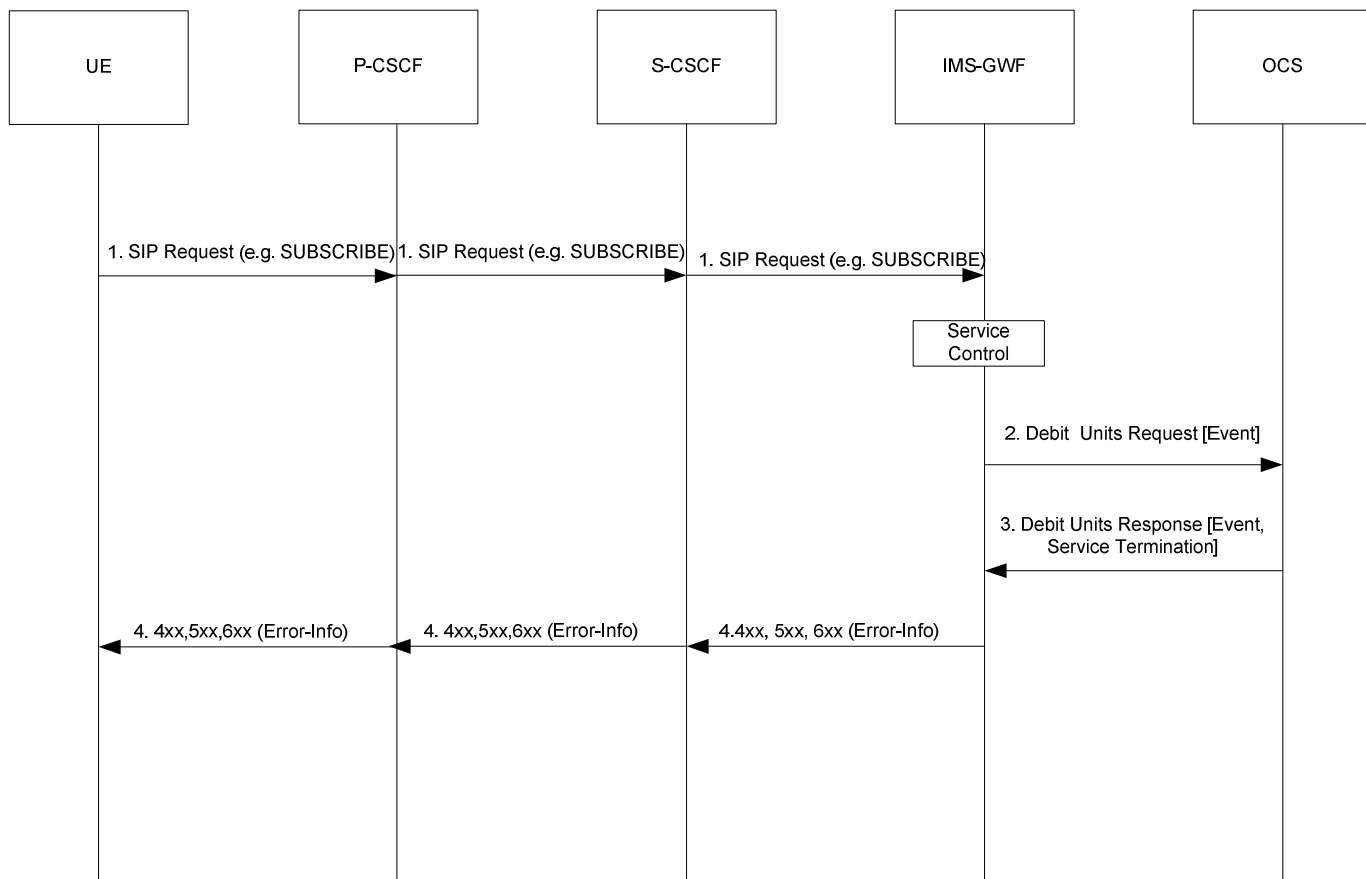 UE
P-CSCF
S-CSCF
IMS-GWF
OCS
1. SIP Request (e.g. SUBSCRIBE)
1. SIP Request (e.g. SUBSCRIBE)
1. SIP Request (e.g. SUBSCRIBE)
Service
Control
2. Debit Units Request [Event]
3. Debit Units Response [Event,
Service Termination]
4. 4xx,5xx,6xx (Error-Info)
4. 4xx,5xx,6xx (Error-Info)
4.4xx, 5xx, 6xx (Error-Info)